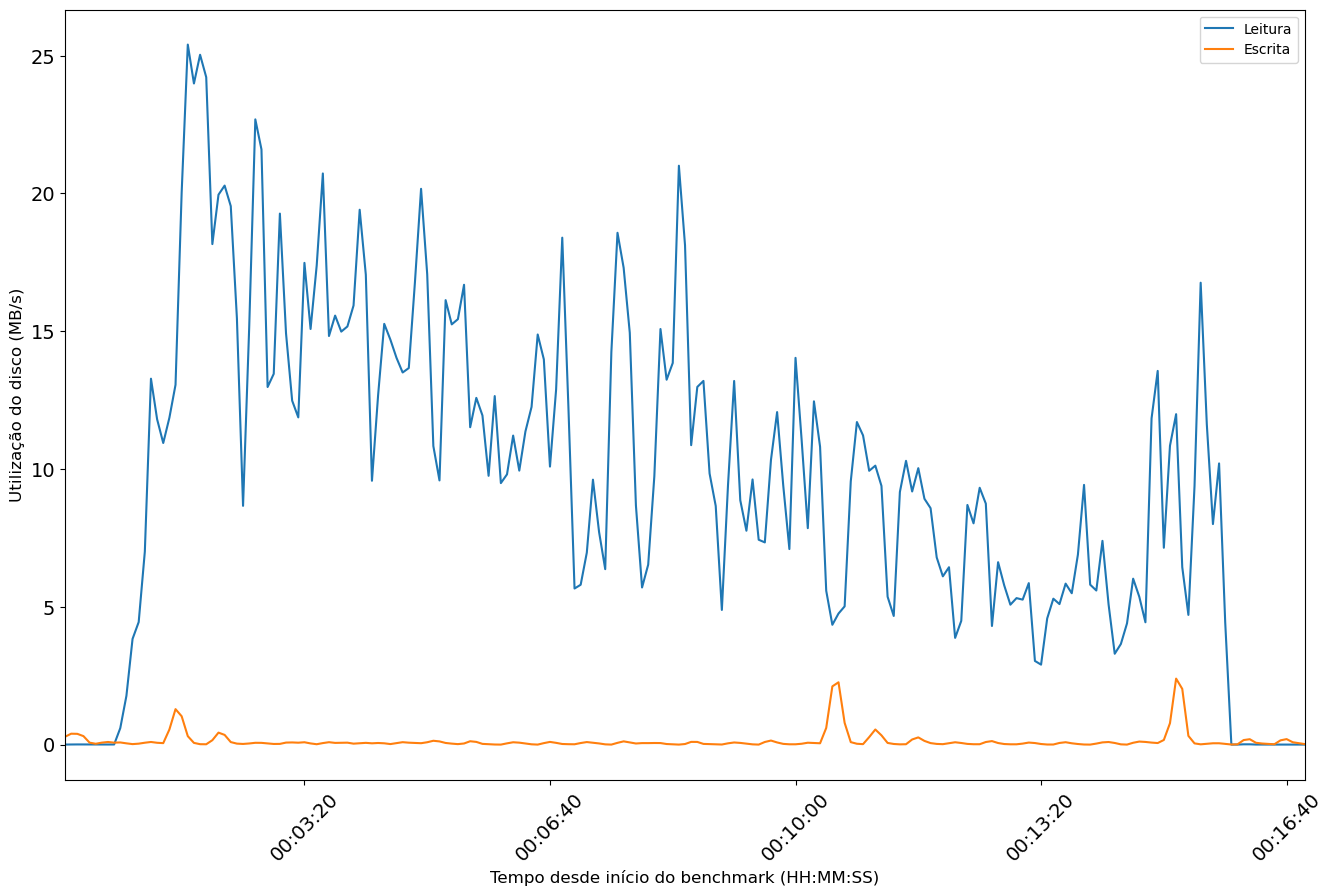 Leitura
Escrita
Utilização do disco (MB/s)
25
20
15
10
5
0
00:03:20
00:06:40
00:10:00
00:13:20
00:16:40
Tempo desde início do benchmark (HH:MM:SS)